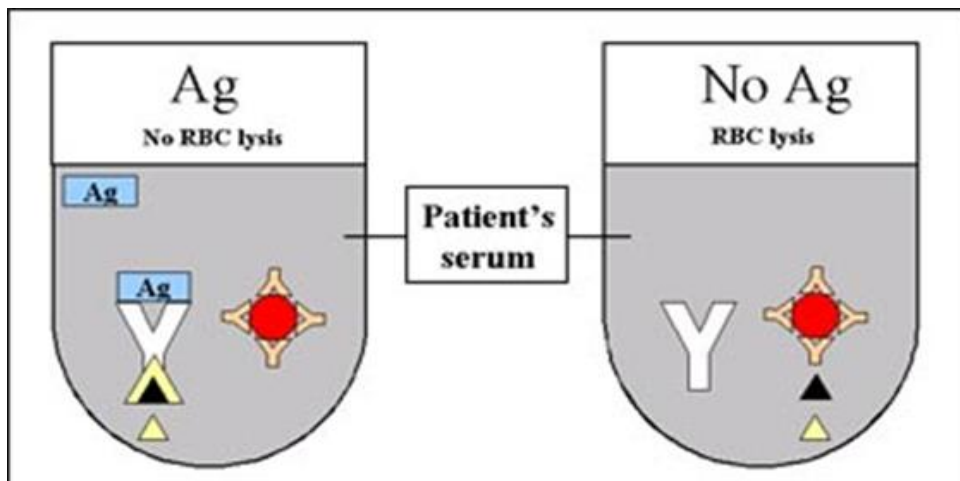 Ag
No RBC lysis
Ag
Ag
Patient's
serum
No Ag
RBC lysis